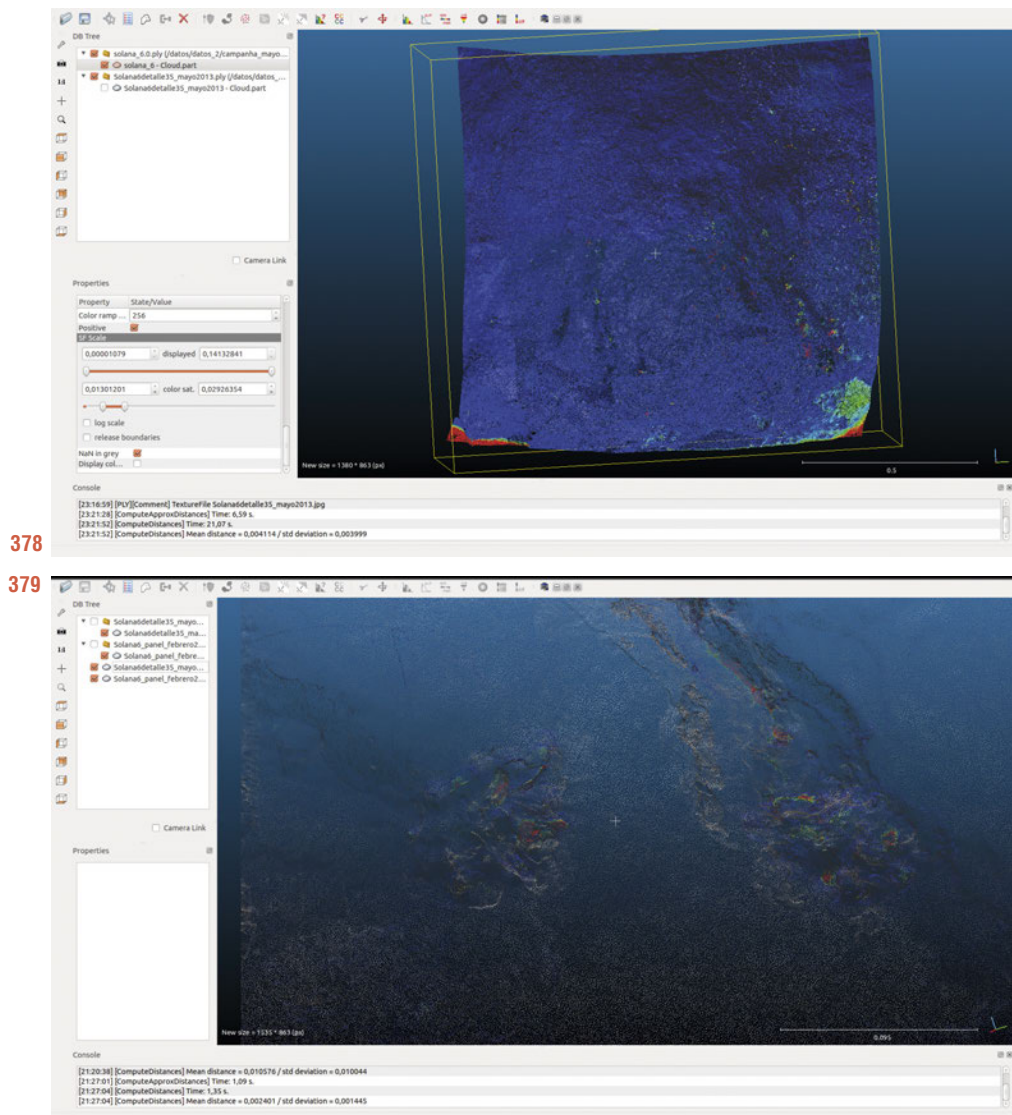 DB Tree
solana_6.0.ply (/datos/datos_2/campanha_mayo...
solana_6 - Cloud.part
Solana6detalle35_mayo2013.ply (/datos/datos_...
Solana6detalle35_mayo2013 - Cloud.part
Camera Link
Properties
Property State/Value
Color ramp ... 256
Positive
SF Scale
0,00001079 displayed 0,14132841
0,01301201 color sat. 0,02926354
log scale
release boundaries
NaN in grey
Display col...
New size = 1380 * 863 (px)
0.5
Console
[23:16:59] [PLY][Comment] TextureFile Solana6detalle35_mayo2013.jpg
[23:21:28] [ComputeApproxDistances] Time: 6,59 s.
[23:21:52] [ComputeDistances] Time: 21,07 s.
[23:21:52] [ComputeDistances] Mean distance = 0,004114 / std deviation = 0,003999
378
379
DB Tree
Solana6detalle35_mayo...
Solana6detalle35_ma...
Solana6_panel_febrero2...
Solana6_panel_febre...
Solana6detalle35_mayo...
Solana6_panel_febrero2...
Camera Link
Properties
New size = 1535 * 863 (px)
0.095
Console
[21:20:38] [ComputeDistances] Mean distance = 0,010576 / std deviation = 0,010044
[21:27:01] [ComputeApproxDistances] Time: 1,09 s.
[21:27:04] [ComputeDistances] Time: 1,35 s.
[21:27:04] [ComputeDistances] Mean distance = 0,002401 / std deviation = 0,001445